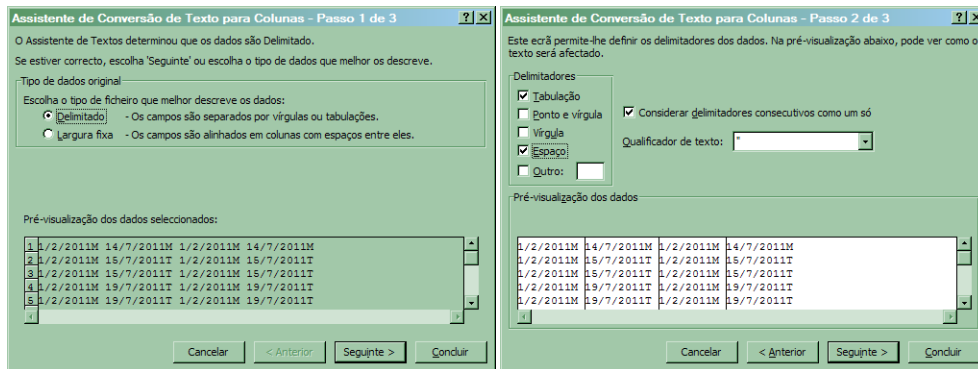 Assistente de Conversão de Texto para Colunas - Passo 1 de 3
O Assistente de Textos determinou que os dados são Delimitado.
Se estiver correcto, escolha 'Seguinte' ou escolha o tipo de dados que melhor os descreve.
Tipo de dados original
Escolha o tipo de ficheiro que melhor descreve os dados:
Delimitado - Os campos são separados por vírgulas ou tabulações.
Largura fixa - Os campos são alinhados em colunas com espaços entre eles.
Pré-visualização dos dados seleccionados:
1 1/2/2011M 14/7/2011M 1/2/2011M 14/7/2011M
2 1/2/2011M 15/7/2011T 1/2/2011M 15/7/2011T
3 1/2/2011M 15/7/2011T 1/2/2011M 15/7/2011T
4 1/2/2011M 19/7/2011T 1/2/2011M 19/7/2011T
5 1/2/2011M 19/7/2011T 1/2/2011M 19/7/2011T
Cancelar < Anterior Seguinte > Concluir
Assistente de Conversão de Texto para Colunas - Passo 2 de 3
Este ecrã permite-lhe definir os delimitadores dos dados. Na pré-visualização abaixo, pode ver como o
texto será afectado.
Delimitadores
Tabulação
Ponto e vírgula
Vírgula
Espaço
Outro:
Considerar delimitadores consecutivos como um só
Qualificador de texto: "
Pré-visualização dos dados
1/2/2011M 14/7/2011M 1/2/2011M 14/7/2011M
1/2/2011M 15/7/2011T 1/2/2011M 15/7/2011T
1/2/2011M 15/7/2011T 1/2/2011M 15/7/2011T
1/2/2011M 19/7/2011T 1/2/2011M 19/7/2011T
1/2/2011M 19/7/2011T 1/2/2011M 19/7/2011T
Cancelar < Anterior Seguinte > Concluir